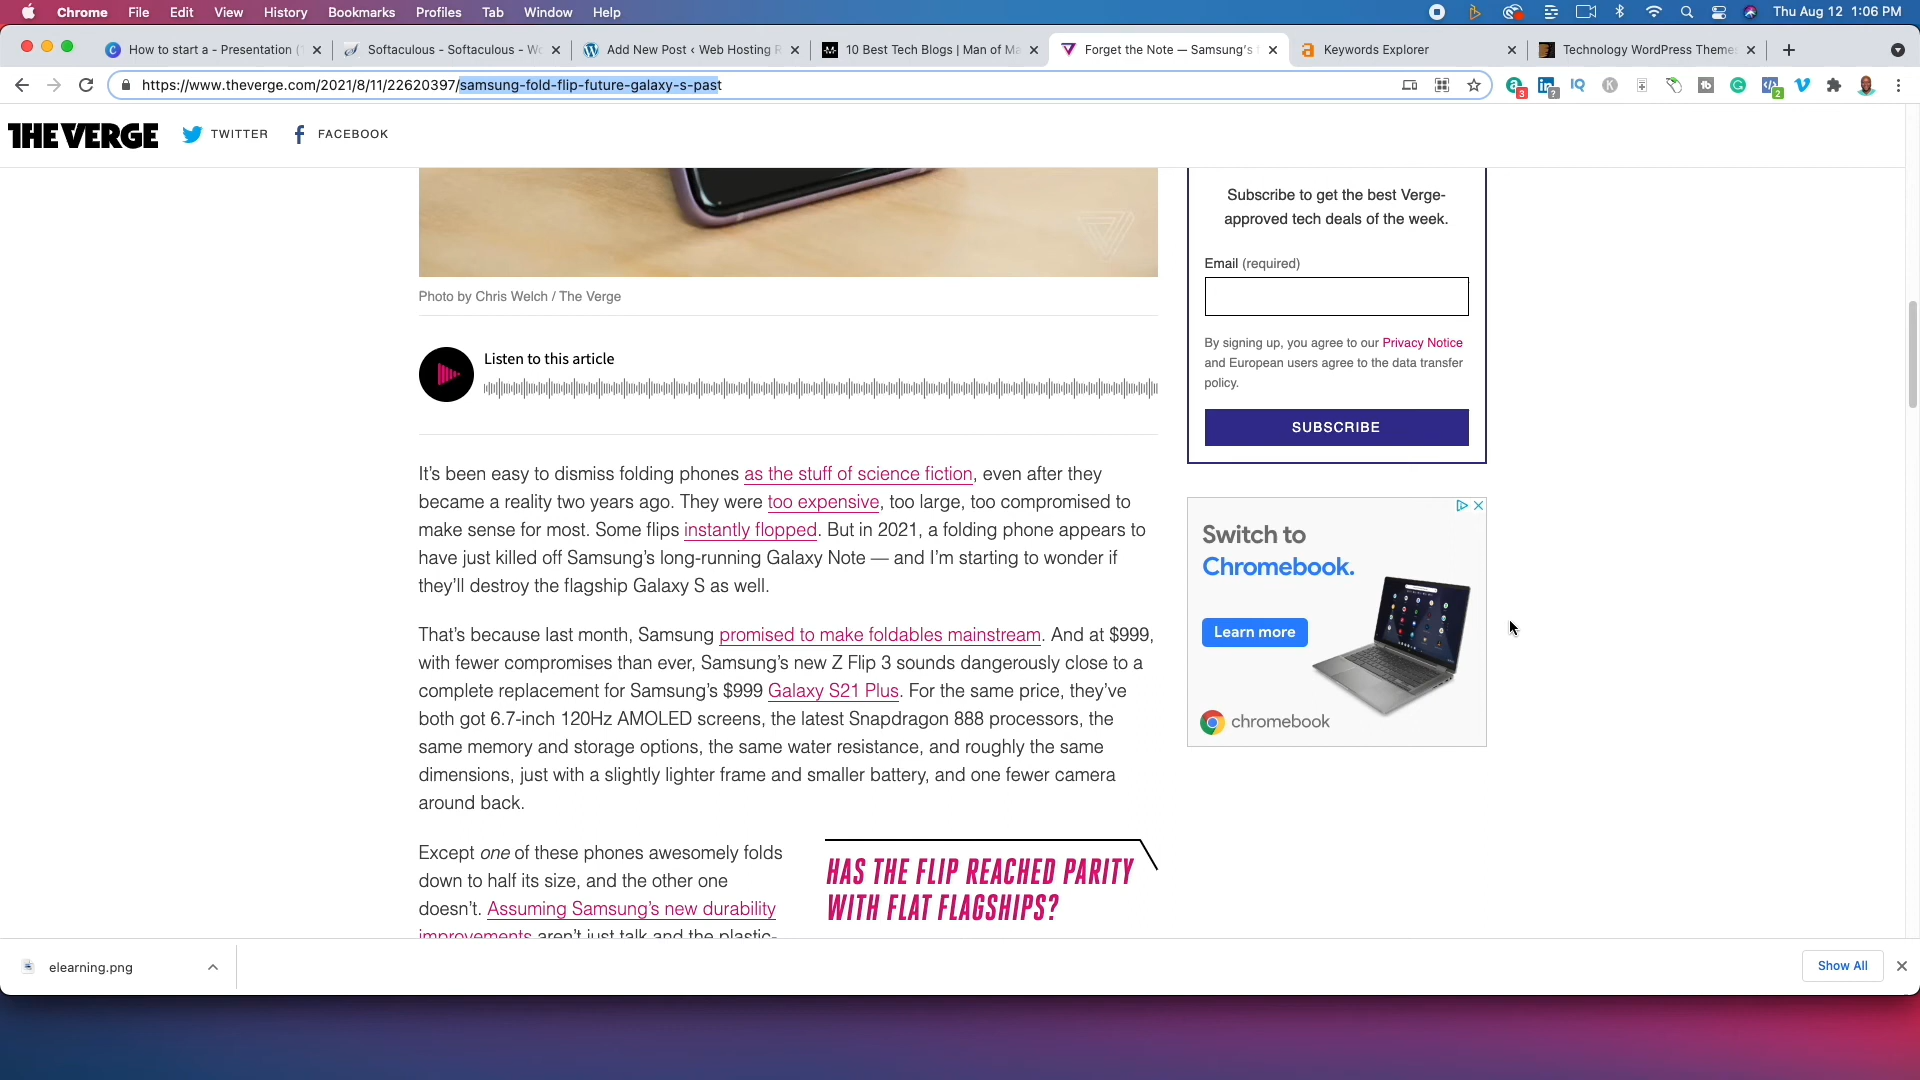 Chrome File Edit View History Bookmarks Profiles Tab Window Help Thu Aug 12 1:06 PM
How to start a - Presentation ( Softaculous - Softaculous - W Add New Post ‹ Web Hosting R 10 Best Tech Blogs | Man of Ma Forget the Note — Samsung's Keywords Explorer Technology WordPress Theme
https://www.theverge.com/2021/8/11/22620397/samsung-fold-flip-future-galaxy-s-past
3 ? 2
THE VERGE TWITTER FACEBOOK
Photo by Chris Welch / The Verge
Listen to this article
It's been easy to dismiss folding phones as the stuff of science fiction, even after they
became a reality two years ago. They were too expensive, too large, too compromised to
make sense for most. Some flips instantly flopped. But in 2021, a folding phone appears to
have just killed off Samsung's long-running Galaxy Note — and I'm starting to wonder if
they'll destroy the flagship Galaxy S as well.
That's because last month, Samsung promised to make foldables mainstream. And at $999,
with fewer compromises than ever, Samsung's new Z Flip 3 sounds dangerously close to a
complete replacement for Samsung's $999 Galaxy S21 Plus. For the same price, they've
both got 6.7-inch 120Hz AMOLED screens, the latest Snapdragon 888 processors, the
same memory and storage options, the same water resistance, and roughly the same
dimensions, just with a slightly lighter frame and smaller battery, and one fewer camera
around back.
Except one of these phones awesomely folds
down to half its size, and the other one
doesn't. Assuming Samsung's new durability
improvements aren't just talk and the plastic-
HAS THE FLIP REACHED PARITY
WITH FLAT FLAGSHIPS?
Subscribe to get the best Verge-
approved tech deals of the week.
Email (required)
By signing up, you agree to our Privacy Notice
and European users agree to the data transfer
policy.
SUBSCRIBE
Switch to
Chromebook.
Learn more
chromebook
elearning.png
Show All